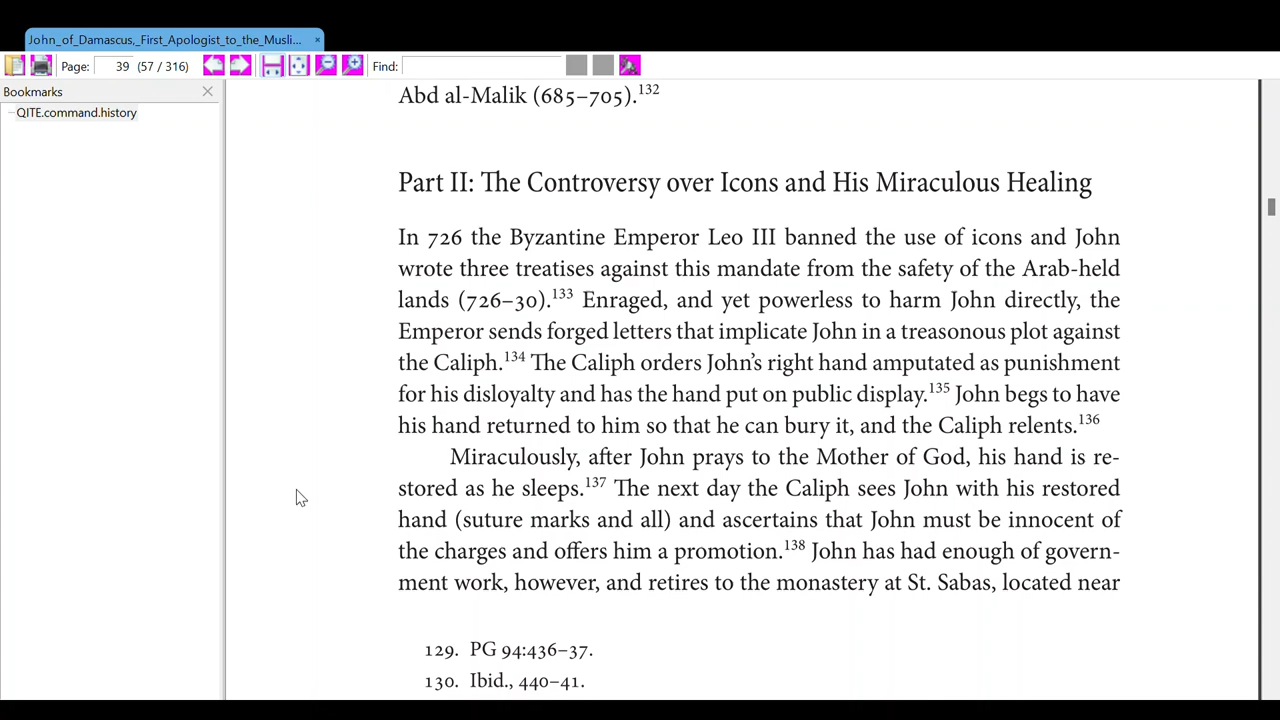 John_of_Damascus,_First_Apologist_to_the_Musli... ×
Page: 39 (57 / 316) Find:
Bookmarks ×
QITE.command.history
Abd al-Malik (685–705).132
Part II: The Controversy over Icons and His Miraculous Healing
In 726 the Byzantine Emperor Leo III banned the use of icons and John
wrote three treatises against this mandate from the safety of the Arab-held
lands (726–30).133 Enraged, and yet powerless to harm John directly, the
Emperor sends forged letters that implicate John in a treasonous plot against
the Caliph.134 The Caliph orders John’s right hand amputated as punishment
for his disloyalty and has the hand put on public display.135 John begs to have
his hand returned to him so that he can bury it, and the Caliph relents.136
Miraculously, after John prays to the Mother of God, his hand is re-
stored as he sleeps.137 The next day the Caliph sees John with his restored
hand (suture marks and all) and ascertains that John must be innocent of
the charges and offers him a promotion.138 John has had enough of govern-
ment work, however, and retires to the monastery at St. Sabas, located near
129. PG 94:436–37.
130. Ibid., 440–41.